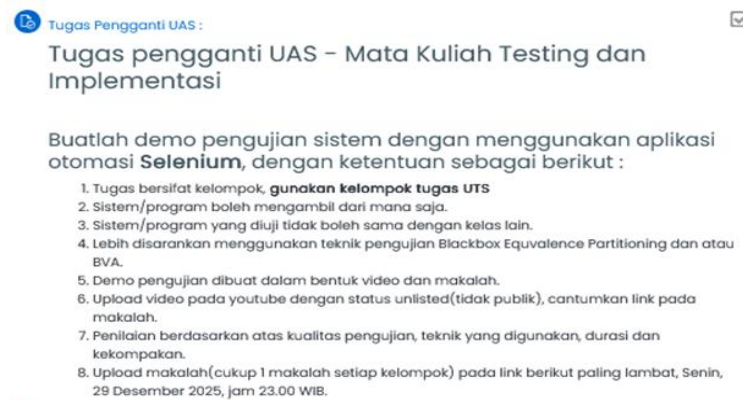 Tugas Pengganti UAS :
Tugas pengganti UAS - Mata Kuliah Testing dan
Implementasi
Buatlah demo pengujian sistem dengan menggunakan aplikasi
otomasi Selenium, dengan ketentuan sebagai berikut :
1. Tugas bersifat kelompok, gunakan kelompok tugas UTS
2. Sistem/program boleh mengambil dari mana saja.
3. Sistem/program yang diuji tidak boleh sama dengan kelas lain.
4. Lebih disarankan menggunakan teknik pengujian Blackbox Equvalence Partitioning dan atau
BVA.
5. Demo pengujian dibuat dalam bentuk video dan makalah.
6. Upload video pada youtube dengan status unlisted(tidak publik), cantumkan link pada
makalah.
7. Penilaian berdasarkan atas kualitas pengujian, teknik yang digunakan, durasi dan
kekompakan.
8. Upload makalah(cukup 1 makalah setiap kelompok) pada link berikut paling lambat, Senin,
29 Desember 2025, jam 23.00 WIB.